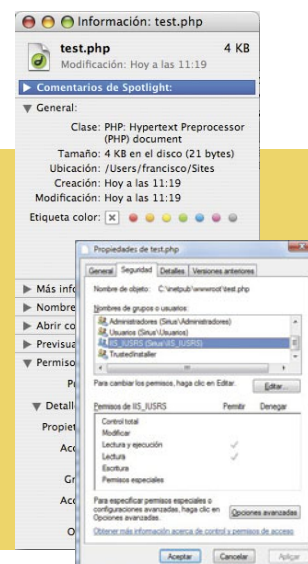 Información: test.php
test.php 4 KB
Modificación: Hoy a las 11:19
Comentarios de Spotlight:
General:
Clase: PHP: Hypertext Preprocessor
(PHP) document
Tamaño: 4 KB en el disco (21 bytes)
Ubicación: /Users/francisco/Sites
Creación: Hoy a las 11:19
Modificación: Hoy a las 11:19
Etiqueta color:
Más info
Nombre
Abrir co
Previsua
Permiso
Detall
Propiet
Acc
Gr
Acc
O
Propiedades de test.php
General Seguridad Detalles Versiones anteriores
Nombre de objeto: C:\inetpub\wwwroot\test.php
Nombres de grupos o usuarios:
Administradores (Sirius\Administradores)
Usuarios (Sirius\Usuarios)
IIS_IUSRS (Sirius\IIS_IUSRS)
TrustedInstaller
Para cambiar los permisos, haga clic en Editar.
Editar...
Permisos de IIS_IUSRS Permitir Denegar
Control total
Modificar
Lectura y ejecución
Lectura
Escritura
Permisos especiales
Para especificar permisos especiales o
configuraciones avanzadas, haga clic en
Opciones avanzadas.
Opciones avanzadas
Obtener más información acerca de control y permisos de acceso
Aceptar Cancelar Aplicar